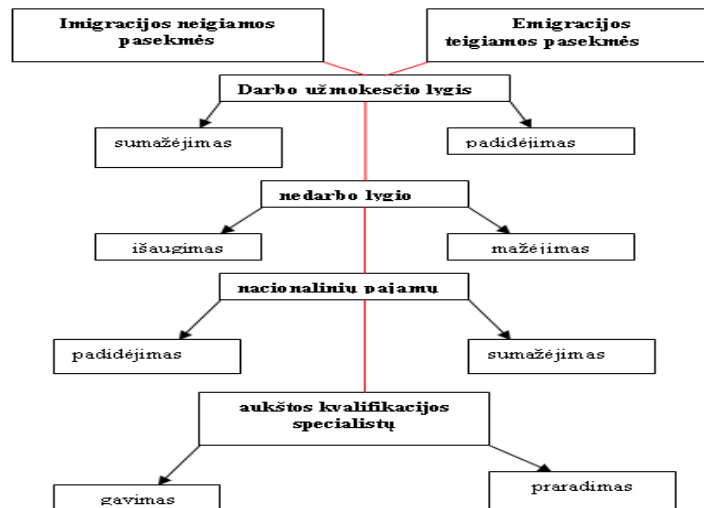 Imigracijos neigiamos
pasekmės
Emigracijos
teigiamos pasekmės
Darbo užmokesčio lygis
sumažėjimas
padidėjimas
nedarbo lygio
išaugimas
mažėjimas
nacionalinių pajamų
padidėjimas
sumažėjimas
aukštos kvalifikacijos
specialistų
gavimas
praradimas